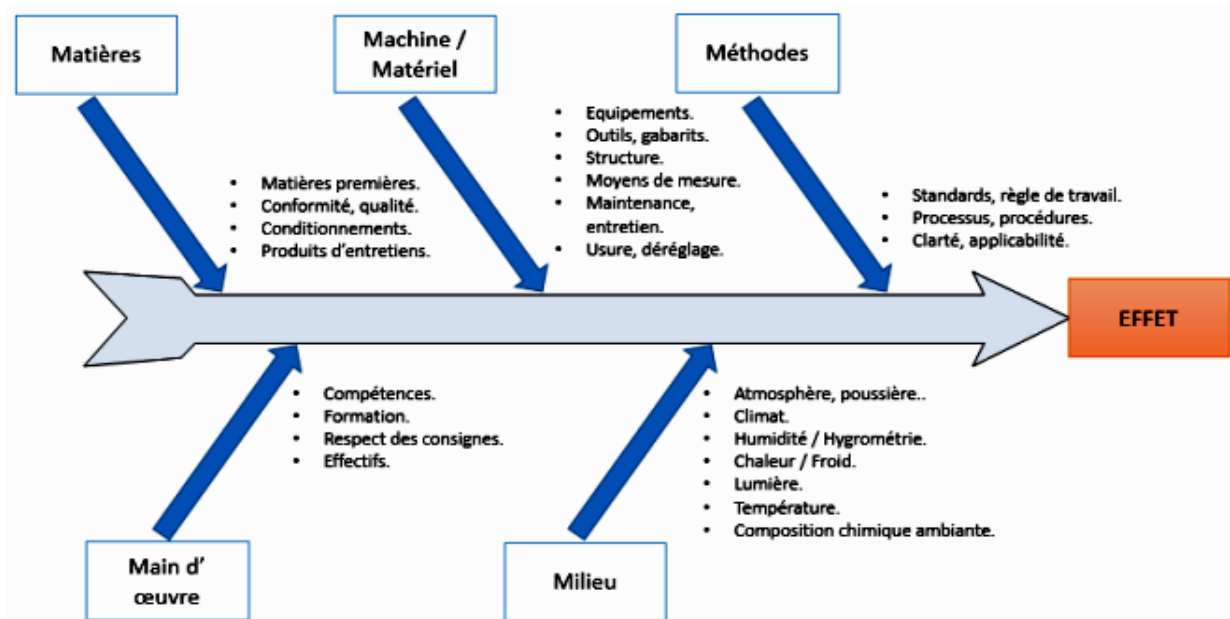 Matières
Machine /
Matériel
Méthodes
• Matières premières.
• Conformité, qualité.
• Conditionnements.
• Produits d'entretiens.
• Equipements.
• Outils, gabarits.
• Structure.
• Moyens de mesure.
• Maintenance,
entretien.
• Usure, déréglage.
• Standards, règle de travail.
• Processus, procédures.
• Clarté, applicabilité.
EFFET
• Compétences.
• Formation.
• Respect des consignes.
• Effectifs.
• Atmosphère, poussière..
• Climat.
• Humidité / Hygrométrie.
• Chaleur / Froid.
• Lumière.
• Température.
• Composition chimique ambiante.
Main d'
œuvre
Milieu